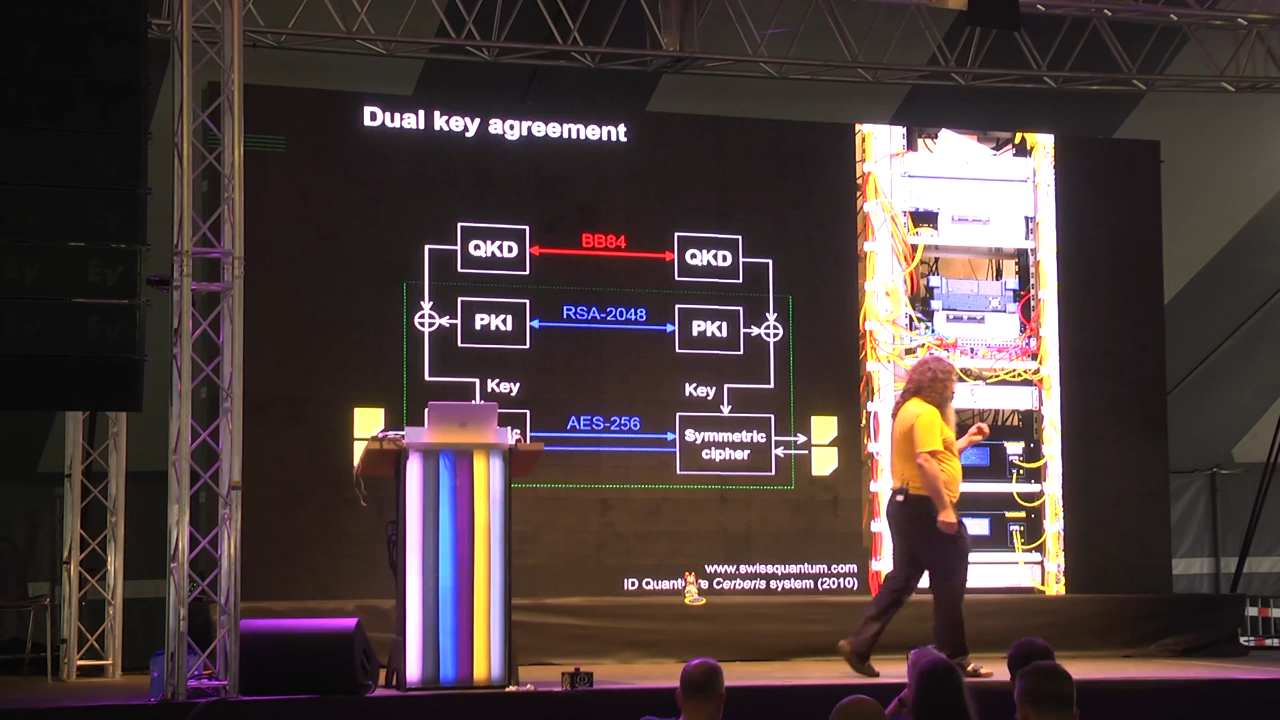 Dual key agreement
QKD
BB84
QKD
PKI
RSA-2048
PKI
Key
Key
AES-256
Symmetric
cipher
www.swissquantum.com
ID Quantique Cerberis system (2010)